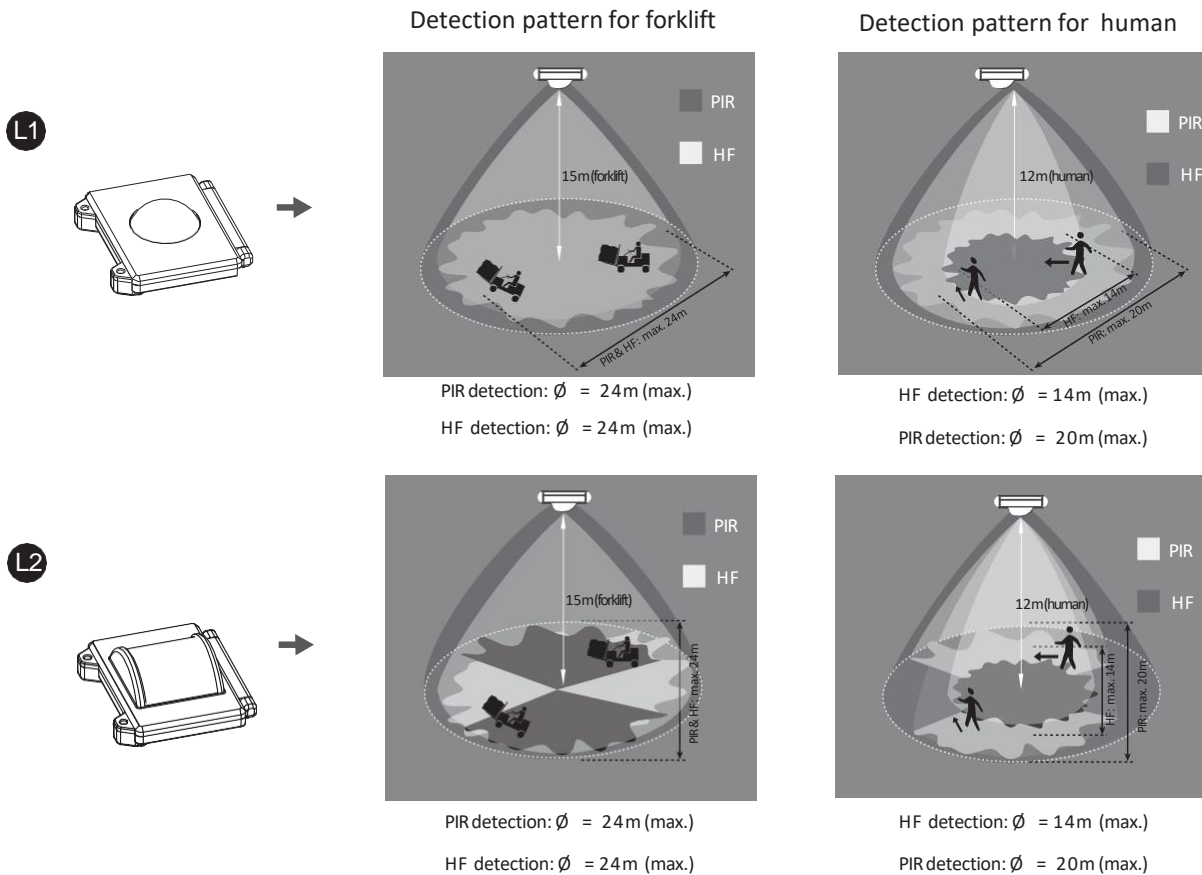 Detection pattern for forklift
Detection pattern for human
L1
PIR
HF
15m(forklift)
PIR& HF: max. 24m
PIR
HF
12m(human)
HF: max. 14m
PIR: max. 20m
PIR detection: Ø = 24m (max.)
HF detection: Ø = 24m (max.)
HF detection: Ø = 14m (max.)
PIR detection: Ø = 20m (max.)
L2
PIR
HF
15m(forklift)
PIR & HF: max. 24m
PIR
HF
12m(human)
HF: max. 14m
PIR: max. 20m
PIR detection: Ø = 24m (max.)
HF detection: Ø = 24m (max.)
HF detection: Ø = 14m (max.)
PIR detection: Ø = 20m (max.)